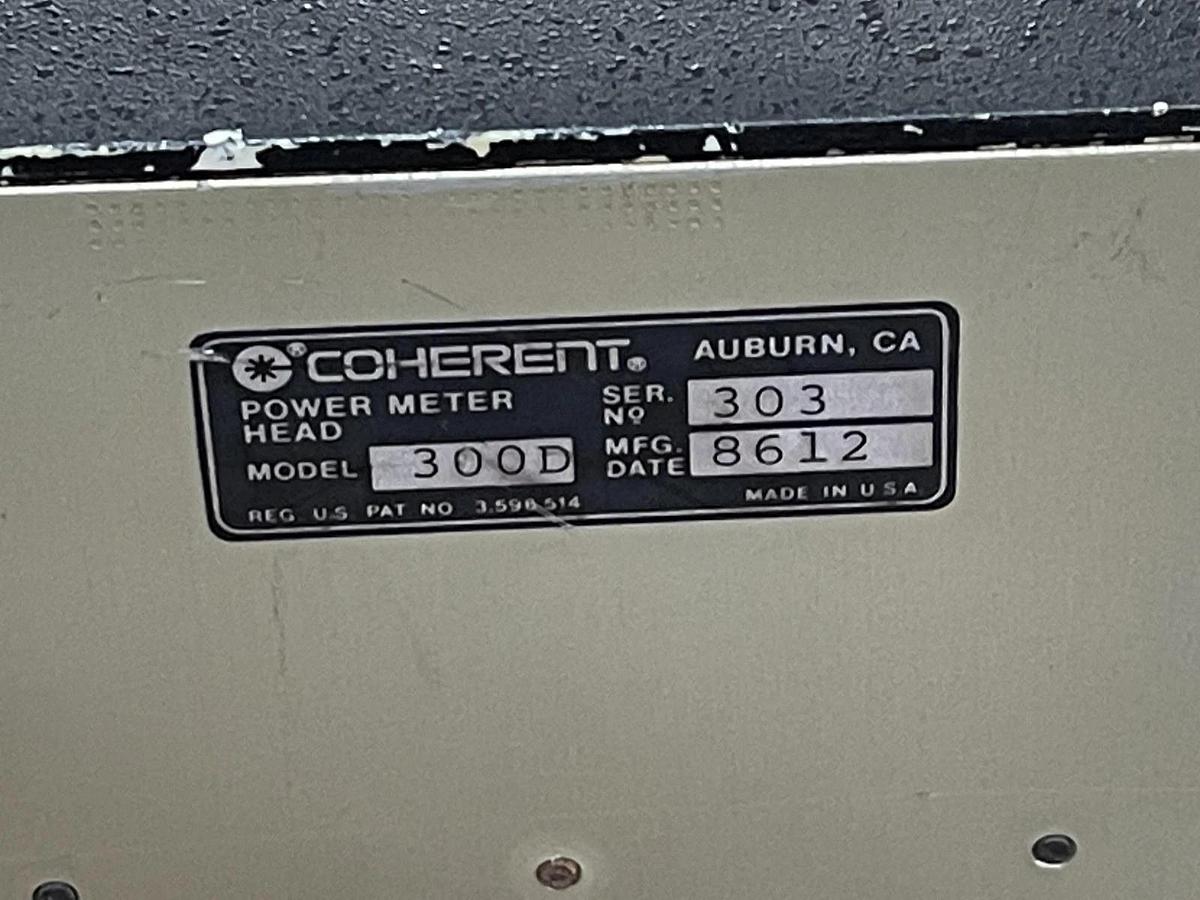 COHERENT® AUBURN, CA
POWER METER
HEAD
SER. Nº 303
MODEL 300D
MFG. DATE 8612
REG. U.S. PAT NO 3,596,514
MADE IN U S A